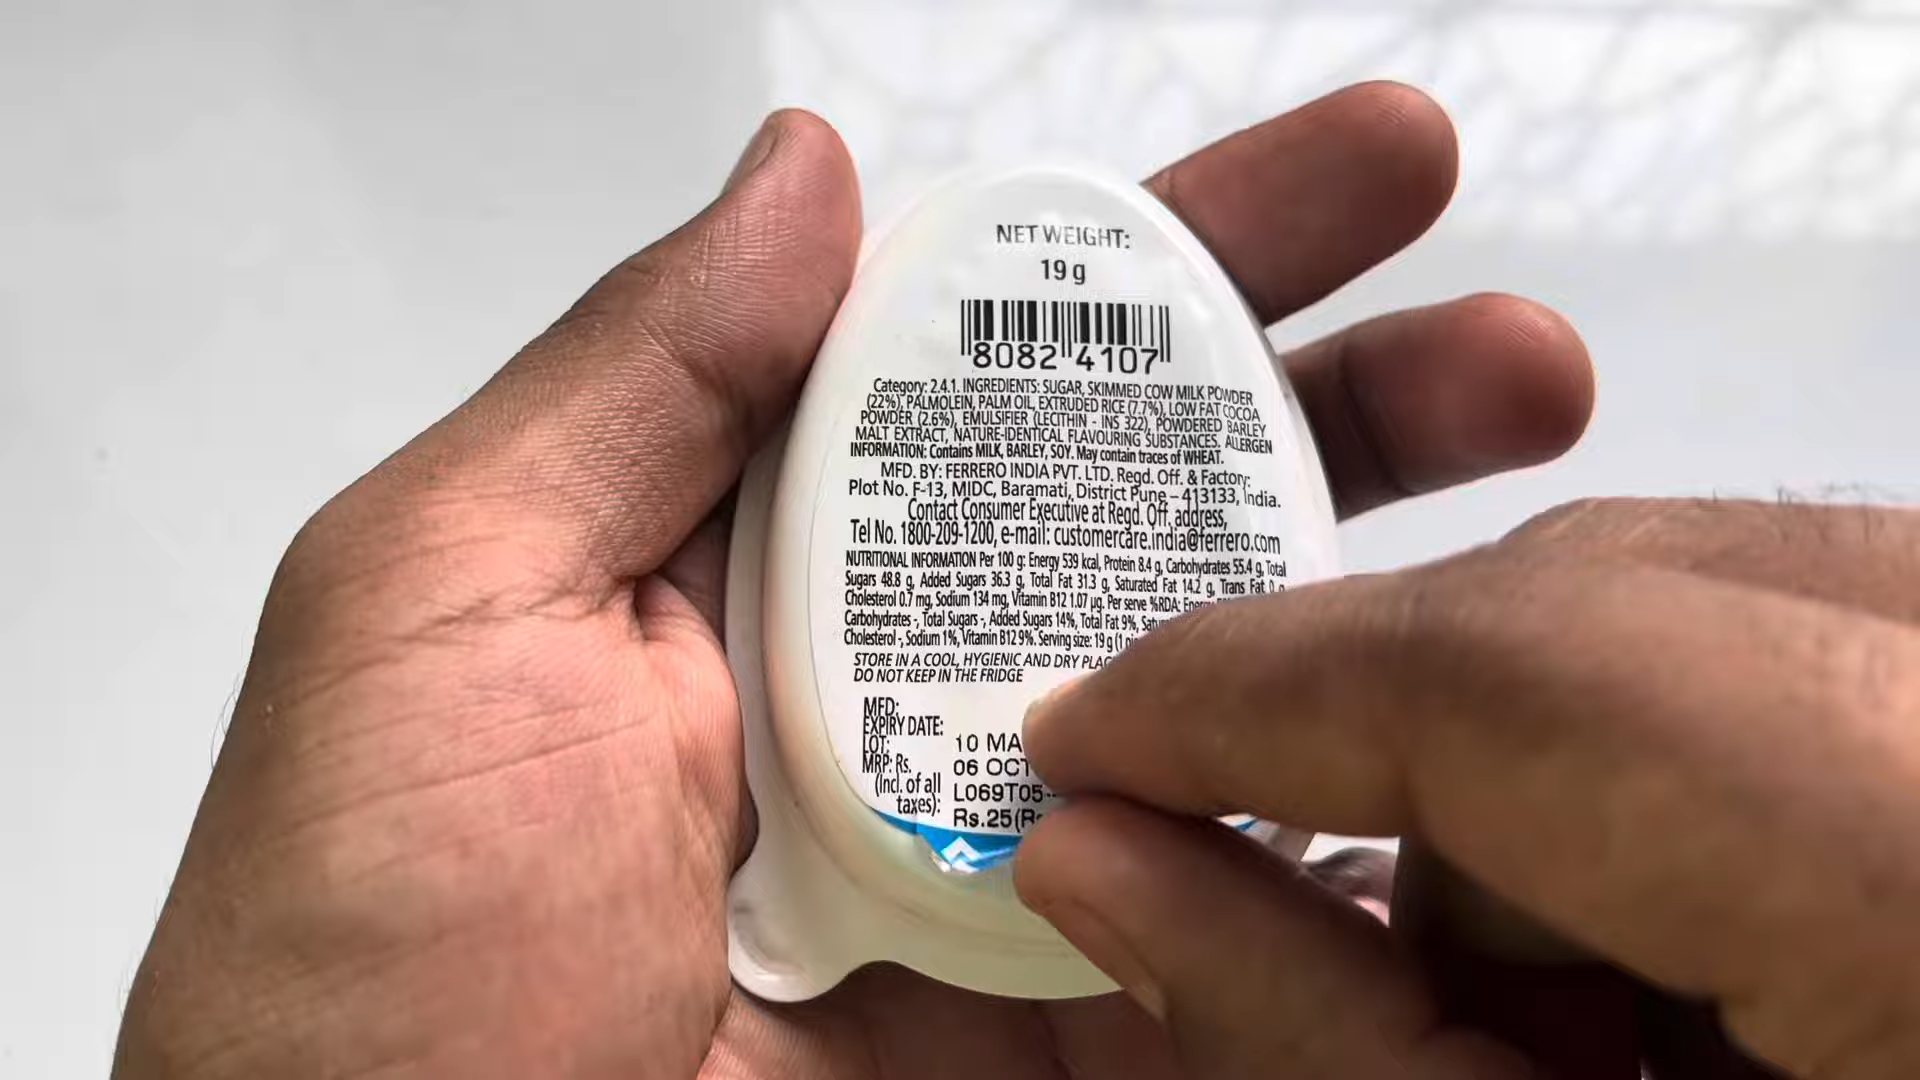 NET WEIGHT:
19 g
8082 4107
Category: 2.4.1. INGREDIENTS: SUGAR, SKIMMED COW MILK POWDER
(22%), PALMOLEIN, PALM OIL, EXTRUDED RICE (7.7%), LOW FAT COCOA
POWDER (2.6%), EMULSIFIER (LECITHIN - INS 322), POWDERED BARLEY
MALT EXTRACT, NATURE-IDENTICAL FLAVOURING SUBSTANCES. ALLERGEN
INFORMATION: Contains MILK, BARLEY, SOY. May contain traces of WHEAT.
MFD. BY: FERRERO INDIA PVT. LTD. Regd. Off. & Factory:
Plot No. F-13, MIDC, Baramati, District Pune – 413133, India.
Contact Consumer Executive at Regd. Off. address,
Tel No. 1800-209-1200, e-mail: customercare.india@ferrero.com
NUTRITIONAL INFORMATION Per 100 g: Energy 539 kcal, Protein 8.4 g, Carbohydrates 55.4 g, Total
Sugars 48.8 g, Added Sugars 36.3 g, Total Fat 31.3 g, Saturated Fat 14.2 g, Trans Fat 0 g
Cholesterol 0.7 mg, Sodium 134 mg, Vitamin B12 1.07 µg. Per serve %RDA:
Carbohydrates -, Total Sugars -, Added Sugars 14%, Total Fat 9%,
Cholesterol -, Sodium 1%, Vitamin B12 9%. Serving size: 19 g (1
STORE IN A COOL, HYGIENIC AND DRY
DO NOT KEEP IN THE FRIDGE
MFD:
EXPIRY DATE:
LOT:
MRP: Rs.
(Incl. of all
taxes):
10 MA
06 OCT
L069T05
Rs.25